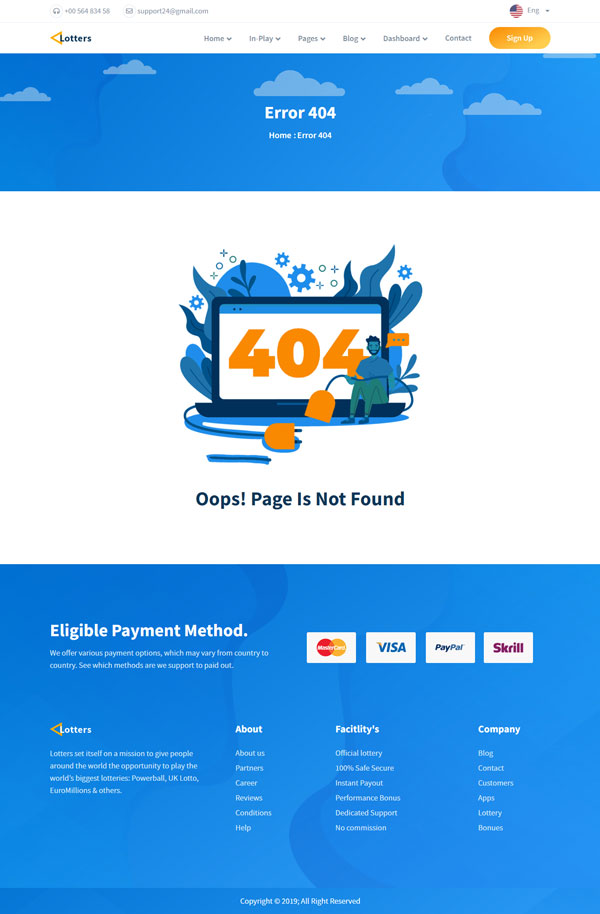 +00 564 834 58
support24@gmail.com
Eng
Lotters
Home
In-Play
Pages
Blog
Dashboard
Contact
Sign Up
Error 404
Home : Error 404
404
Oops! Page Is Not Found
Eligible Payment Method.
We offer various payment options, which may vary from country to
country. See which methods are we support to paid out.
MasterCard
VISA
PayPal
Skrill
Lotters
Lotters set itself on a mission to give people
around the world the opportunity to play the
world's biggest lotteries: Powerball, UK Lotto,
EuroMillions & others.
About
About us
Partners
Career
Reviews
Conditions
Help
Facitlity's
Official lottery
100% Safe Secure
Instant Payout
Performance Bonus
Dedicated Support
No commission
Company
Blog
Contact
Customers
Apps
Lottery
Bonues
Copyright © 2019; All Right Reserved